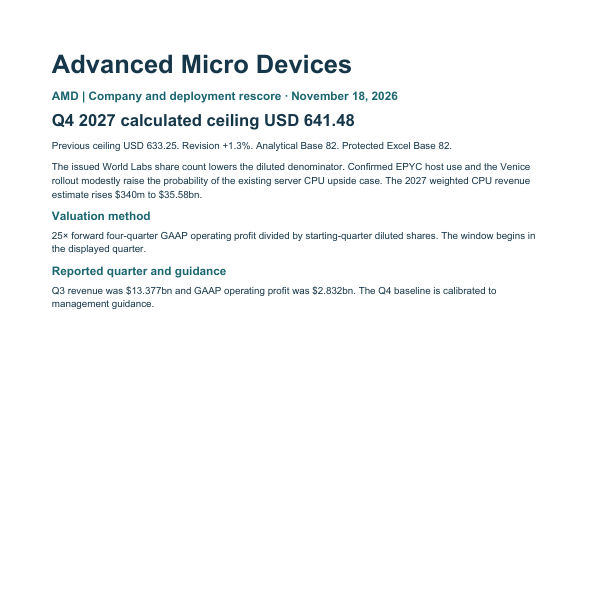 Advanced Micro Devices
AMD | Company and deployment rescore · November 18, 2026
Q4 2027 calculated ceiling USD 641.48
Previous ceiling USD 633.25. Revision +1.3%. Analytical Base 82. Protected Excel Base 82.
The issued World Labs share count lowers the diluted denominator. Confirmed EPYC host use and the Venice
rollout modestly raise the probability of the existing server CPU upside case. The 2027 weighted CPU revenue
estimate rises $340m to $35.58bn.
Valuation method
25× forward four-quarter GAAP operating profit divided by starting-quarter diluted shares. The window begins in
the displayed quarter.
Reported quarter and guidance
Q3 revenue was $13.377bn and GAAP operating profit was $2.832bn. The Q4 baseline is calibrated to
management guidance.